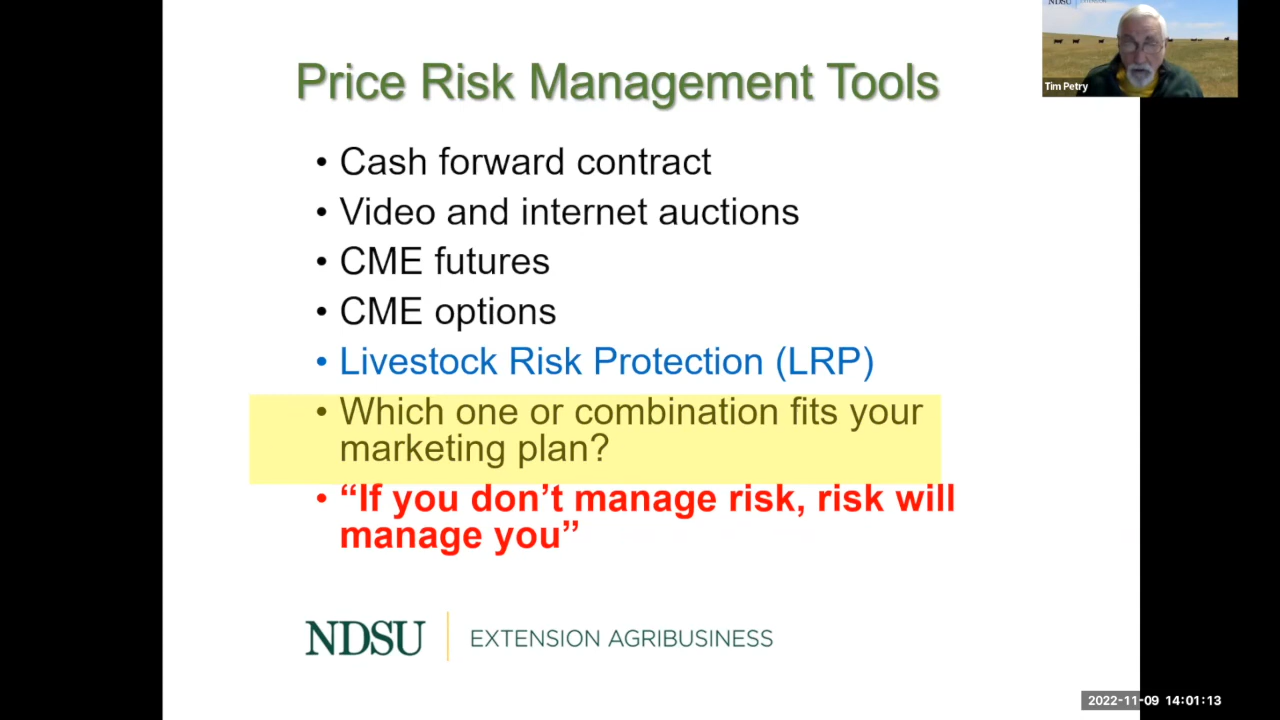 NDSU
Price Risk Management Tools
Tim Petry
• Cash forward contract
• Video and internet auctions
• CME futures
• CME options
• Livestock Risk Protection (LRP)
• Which one or combination fits your
marketing plan?
• “If you don’t manage risk, risk will
manage you”
NDSU EXTENSION AGRIBUSINESS
2022-11-09 14:01:13